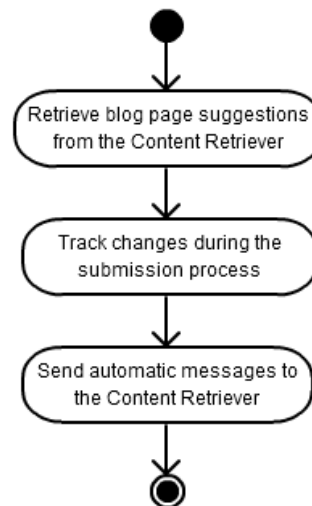 Retrieve blog page suggestions
from the Content Retriever
Track changes during the
submission process
Send automatic messages to
the Content Retriever